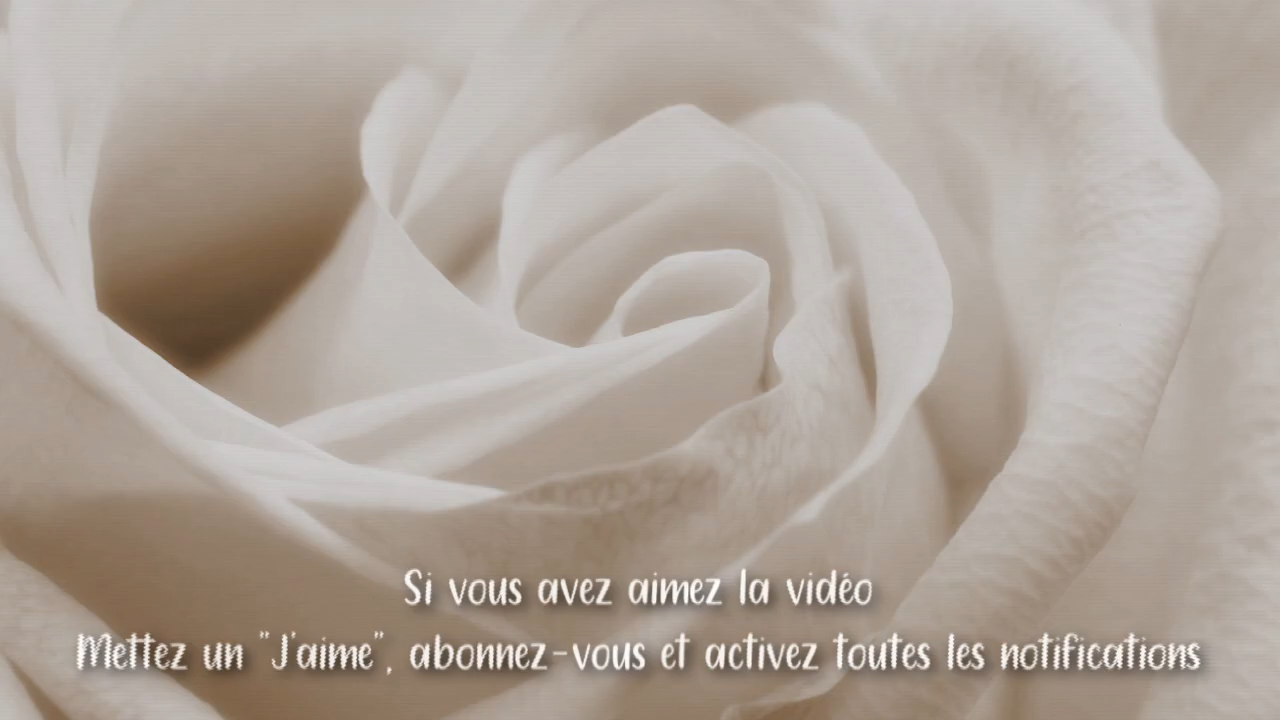 Si vous avez aimez la vidéo
Mettez un "J'aime", abonnez-vous et activez toutes les notifications